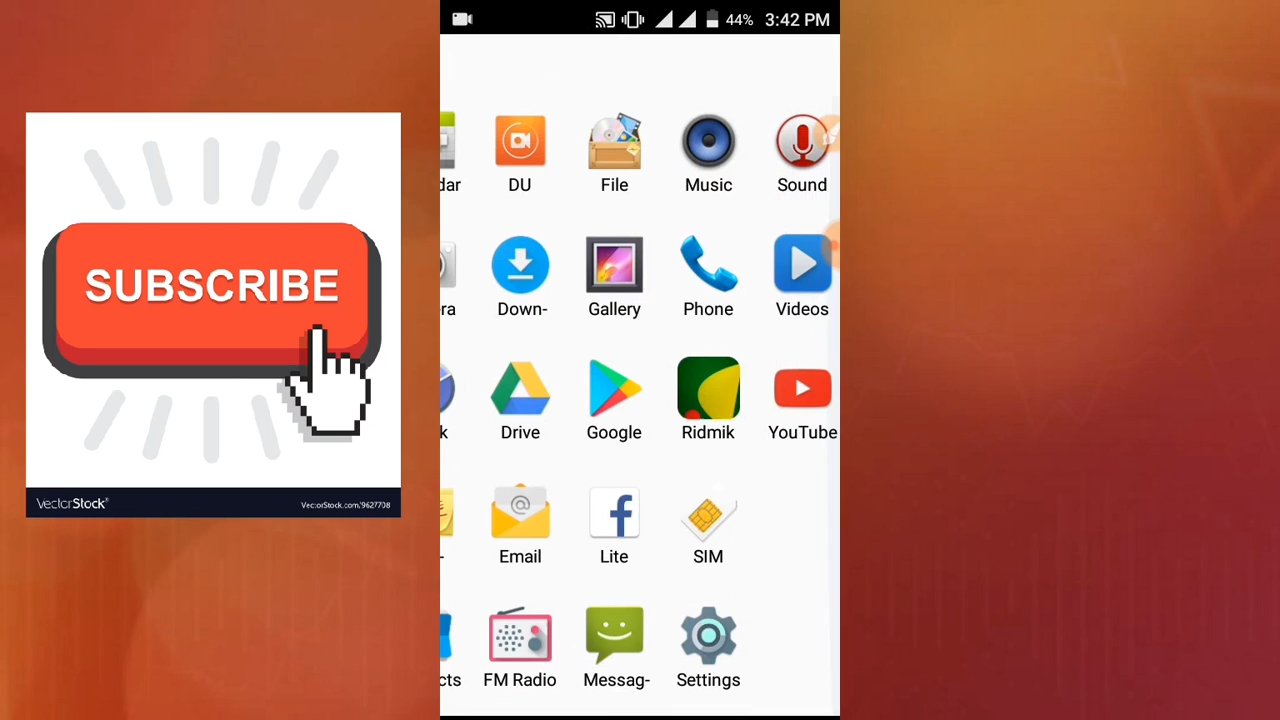 44% 3:42 PM
dar DU File Music Sound
ra Down- Gallery Phone Videos
k Drive Google Ridmik YouTube
- Email Lite SIM
cts FM Radio Messag- Settings
SUBSCRIBE
VectorStock®
VectorStock.com/9627708